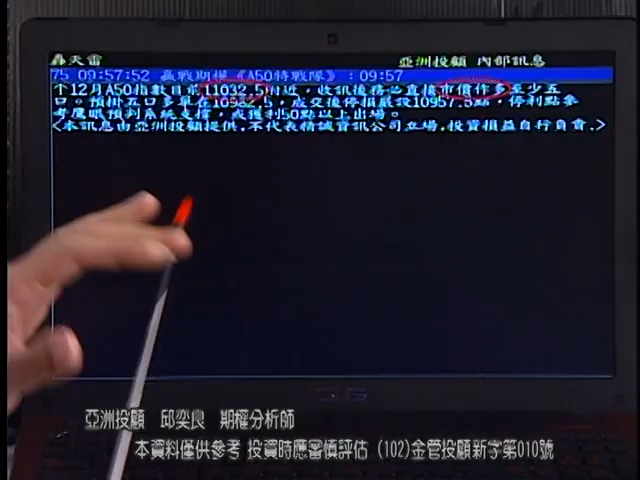 轟天雷
亞洲投顧 內部訊息
75 09:57:52 贏戰期權《A50特戰隊》:09:57
個12月A50指數目前11032.5附近,收訊後務必直接市價作多至少五
口。預掛五口多單在10982.5,成交後停損嚴設10957.5點,停利點參
考鷹眼預判系統支撐,或獲利50點以上出場。
<本訊息由亞洲投顧提供,不代表精誠資訊公司立場,投資損益自行負責.>
亞洲投顧 邱奕良 期權分析師
本資料僅供參考 投資時應審慎評估 (102)金管投顧新字第010號